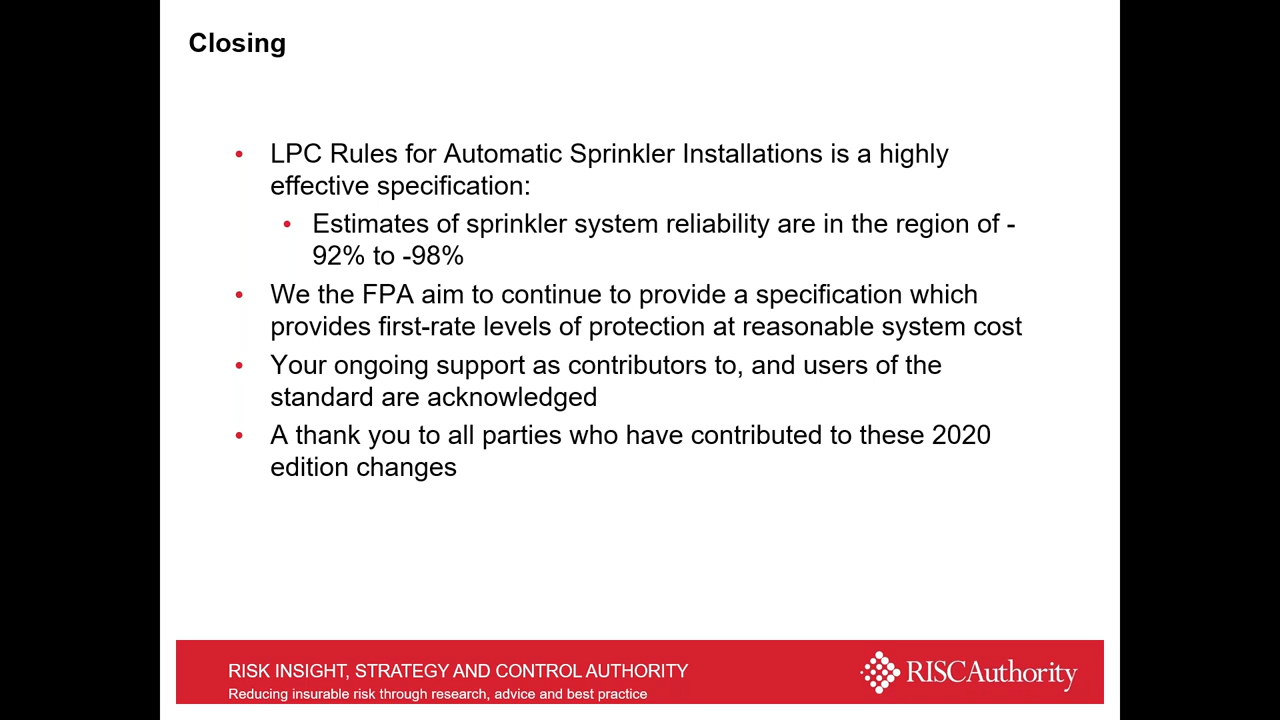 Closing
• LPC Rules for Automatic Sprinkler Installations is a highly
effective specification:
• Estimates of sprinkler system reliability are in the region of -
92% to -98%
• We the FPA aim to continue to provide a specification which
provides first-rate levels of protection at reasonable system cost
• Your ongoing support as contributors to, and users of the
standard are acknowledged
• A thank you to all parties who have contributed to these 2020
edition changes
RISK INSIGHT, STRATEGY AND CONTROL AUTHORITY
Reducing insurable risk through research, advice and best practice
RISCAuthority